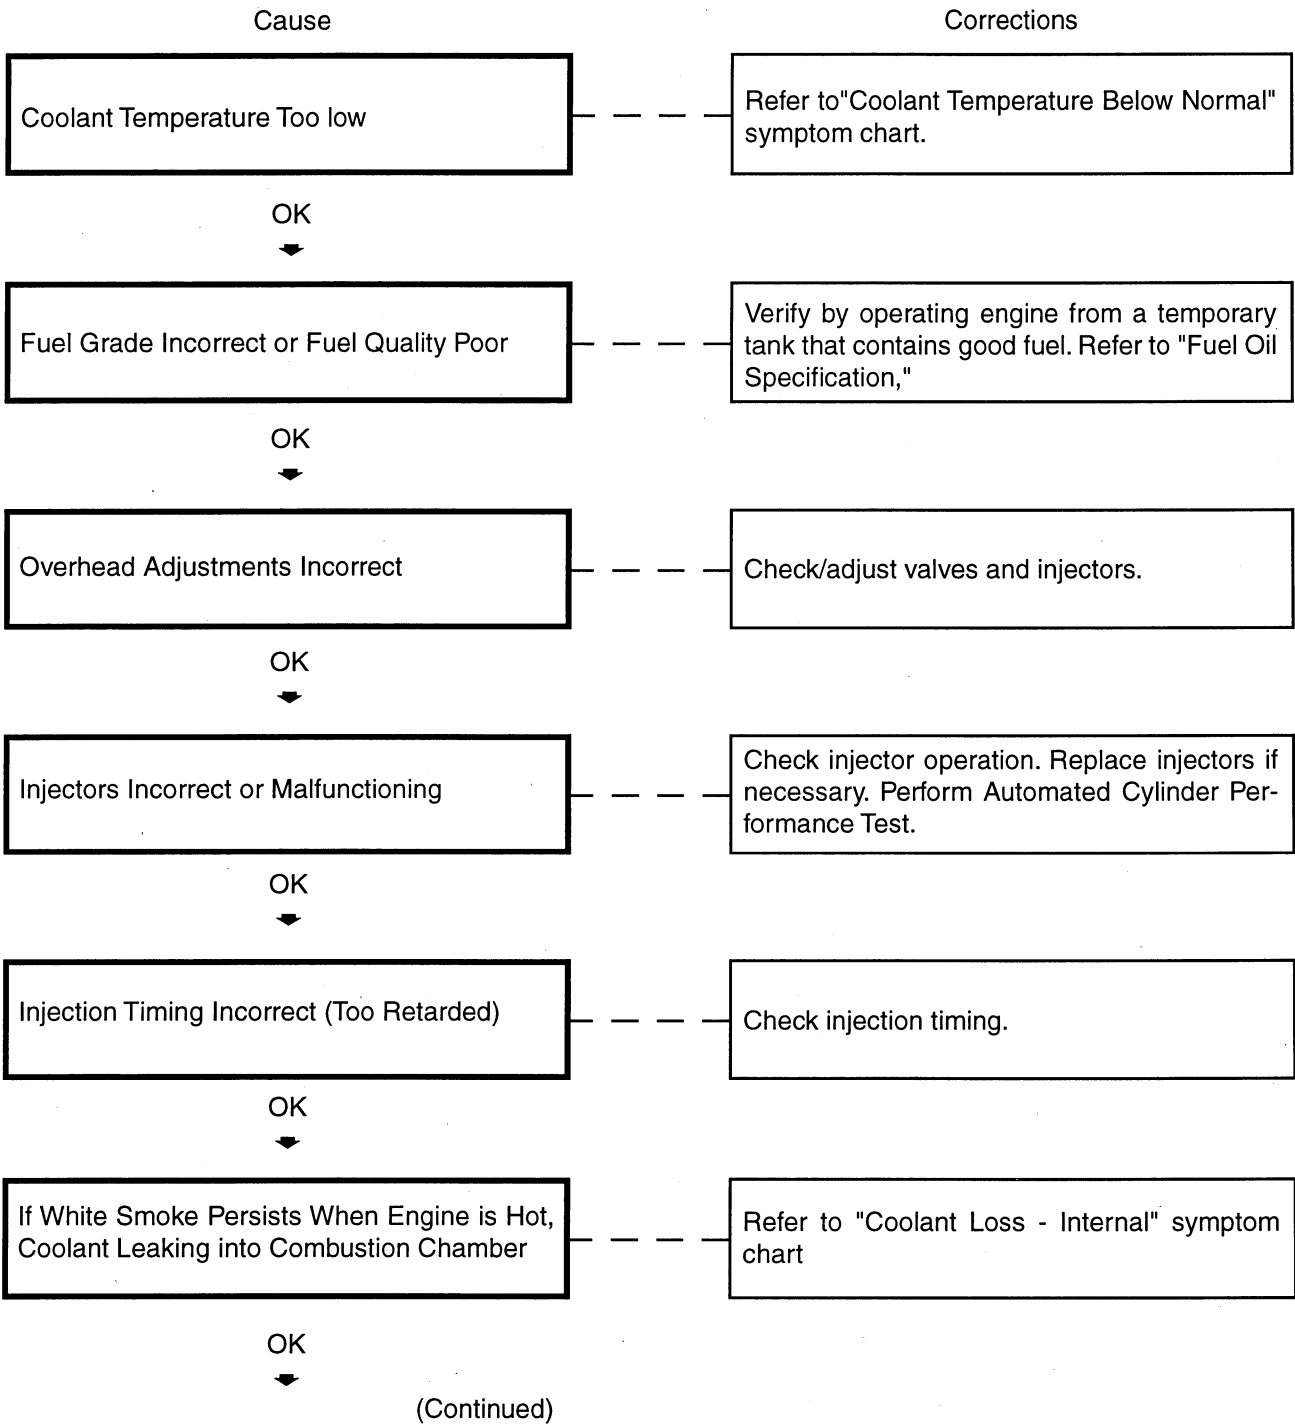 Cause
Corrections
Coolant Temperature Too low
Refer to"Coolant Temperature Below Normal"
symptom chart.
OK
Fuel Grade Incorrect or Fuel Quality Poor
Verify by operating engine from a temporary
tank that contains good fuel. Refer to "Fuel Oil
Specification,"
OK
Overhead Adjustments Incorrect
Check/adjust valves and injectors.
OK
Injectors Incorrect or Malfunctioning
Check injector operation. Replace injectors if
necessary. Perform Automated Cylinder Per-
formance Test.
OK
Injection Timing Incorrect (Too Retarded)
Check injection timing.
OK
If White Smoke Persists When Engine is Hot,
Coolant Leaking into Combustion Chamber
Refer to "Coolant Loss - Internal" symptom
chart
OK
(Continued)